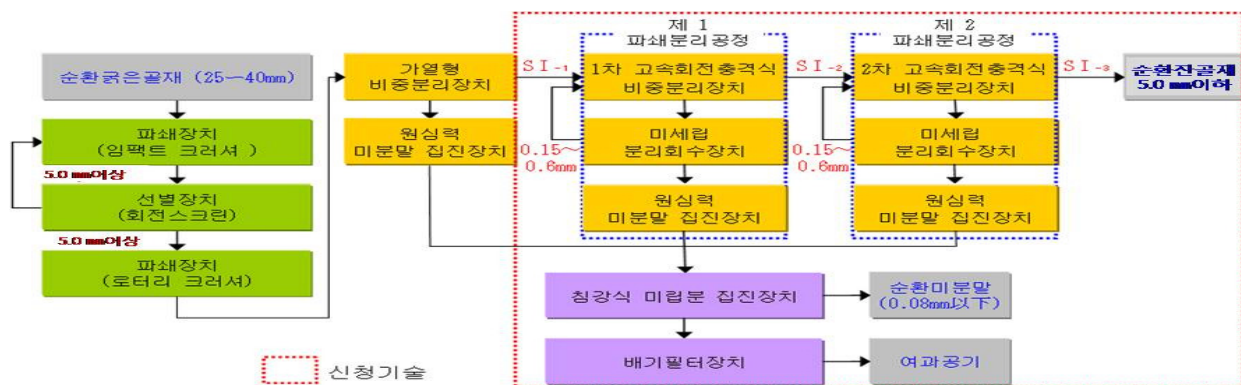 제 1
파쇄분리공정
제 2
파쇄분리공정
순환굵은골재 (25~40mm)
파쇄장치
(임팩트 크러셔 )
5.0 mm이상
선별장치
(회전스크린)
5.0 mm이상
파쇄장치
(로터리 크러셔)
가열형
비중분리장치
원심력
미분말 집진장치
SI-1
1차 고속회전충격식
비중분리장치
미세립
분리회수장치
0.15~
0.6mm
원심력
미분말 집진장치
SI-2
2차 고속회전충격식
비중분리장치
미세립
분리회수장치
0.15~
0.6mm
원심력
미분말 집진장치
SI-3
순환잔골재
5.0 mm이하
침강식 미립분 집진장치
순환미분말
(0.08mm以下)
배기필터장치
여과공기
신청기술